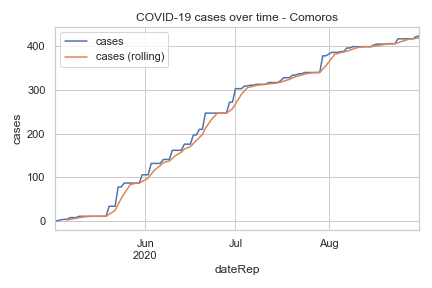 COVID-19 cases over time - Comoros
cases
cases (rolling)
400
300
200
100
0
cases
Jun
2020
Jul
Aug
dateRep